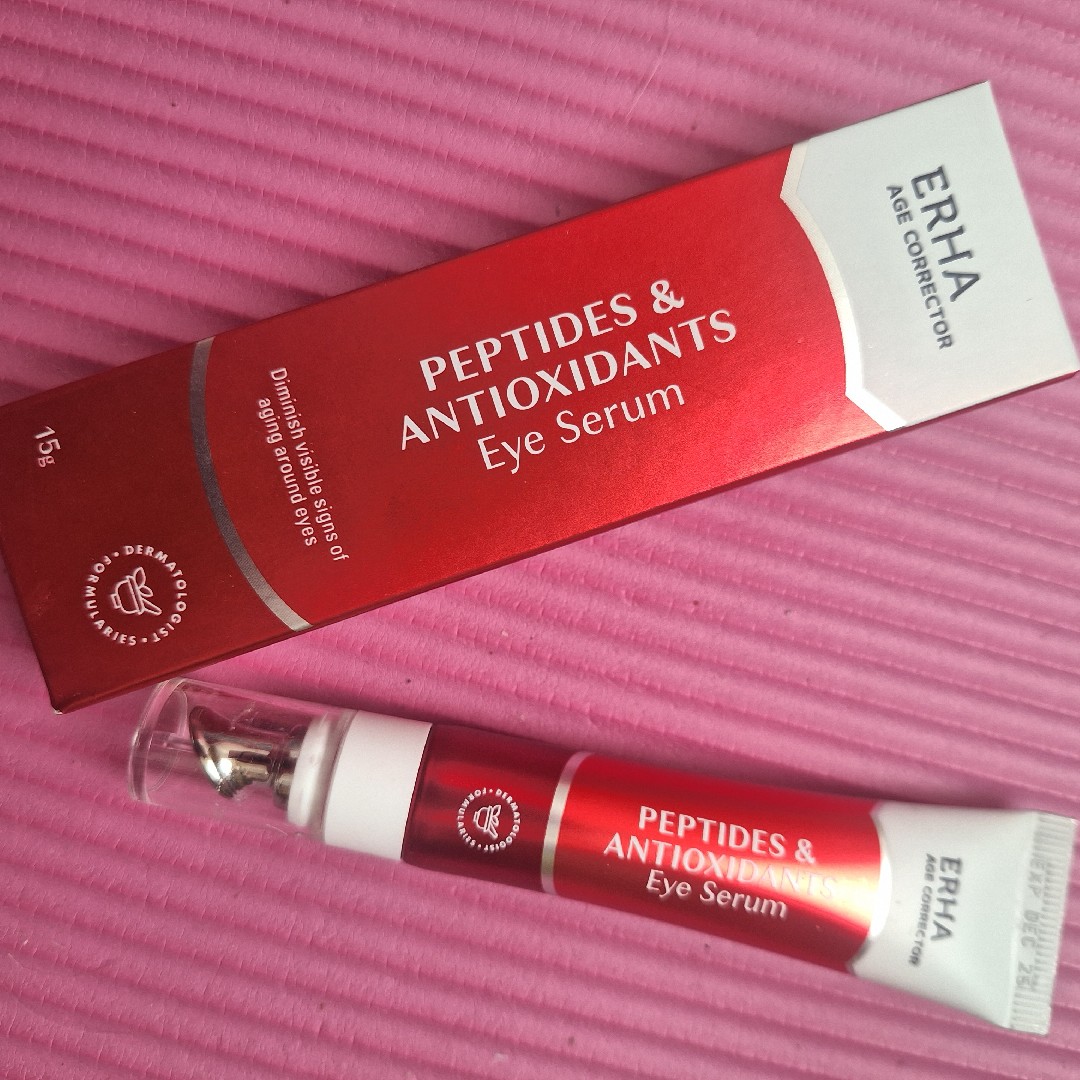 ERHA
AGE CORRECTOR
PEPTIDES &
ANTIOXIDANTS
Eye Serum
Diminish visible signs of
aging around eyes
15g
• DERMATOLOGIST • FORMULARIES
PEPTIDES &
ANTIOXIDANTS
Eye Serum
ERHA
AGE CORRECTOR
• DERMATOLOGIST • FORMULARIES
EXP DEC 25